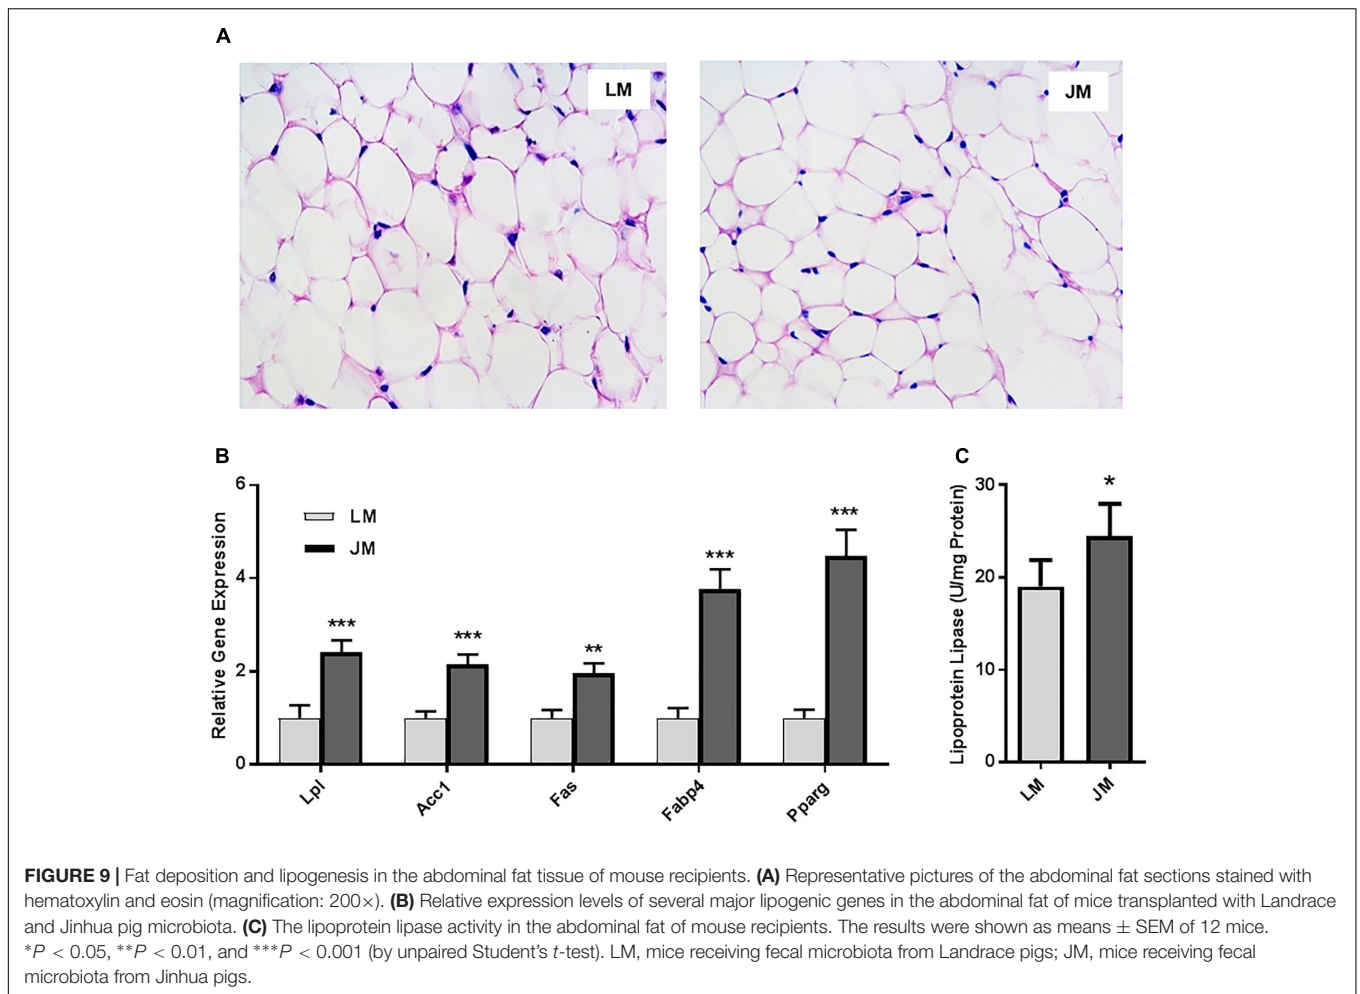 A
LM
JM
B
Relative Gene Expression
6
4
2
0
LM
JM
***
***
**
***
***
Lpl
Acc1
Fas
Fabp4
Pparg
C
Lipoprotein Lipase (U/mg Protein)
30
20
10
0
*
LM
JM
FIGURE 9 | Fat deposition and lipogenesis in the abdominal fat tissue of mouse recipients. (A) Representative pictures of the abdominal fat sections stained with
hematoxylin and eosin (magnification: 200×). (B) Relative expression levels of several major lipogenic genes in the abdominal fat of mice transplanted with Landrace
and Jinhua pig microbiota. (C) The lipoprotein lipase activity in the abdominal fat of mouse recipients. The results were shown as means ± SEM of 12 mice.
*P < 0.05, **P < 0.01, and ***P < 0.001 (by unpaired Student's t-test). LM, mice receiving fecal microbiota from Landrace pigs; JM, mice receiving fecal
microbiota from Jinhua pigs.